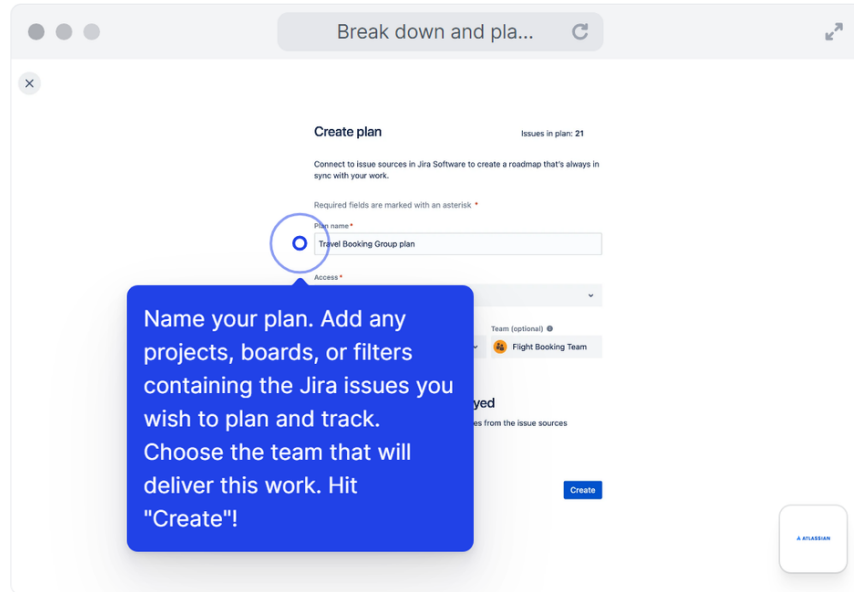 Break down and pla...
Create plan
Issues in plan: 21
Connect to issue sources in Jira Software to create a roadmap that's always in
sync with your work.
Required fields are marked with an asterisk *
Plan name *
Travel Booking Group plan
Access *
Name your plan. Add any
projects, boards, or filters
containing the Jira issues you
wish to plan and track.
Choose the team that will
deliver this work. Hit
"Create"!
Team (optional)
Flight Booking Team
yed
es from the issue sources
Create
ATLASSIAN